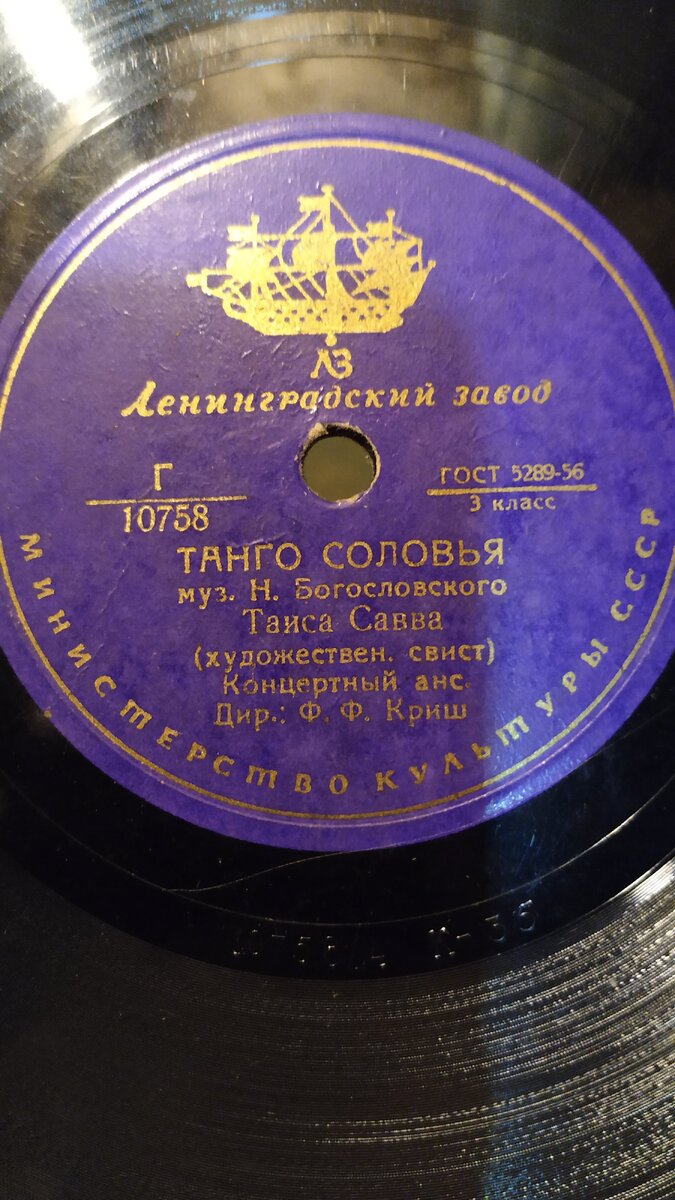 ЛЗ
Ленинградский завод
Г
10758
ГОСТ 5289-56
3 класс
ТАНГО СОЛОВЬЯ
муз. Н. Богословского
Таиса Савва
(художествен. свист)
Концертный анс.
Дир.: Ф. Ф. Криш
МИНИСТЕРСТВО КУЛЬТУРЫ СССР